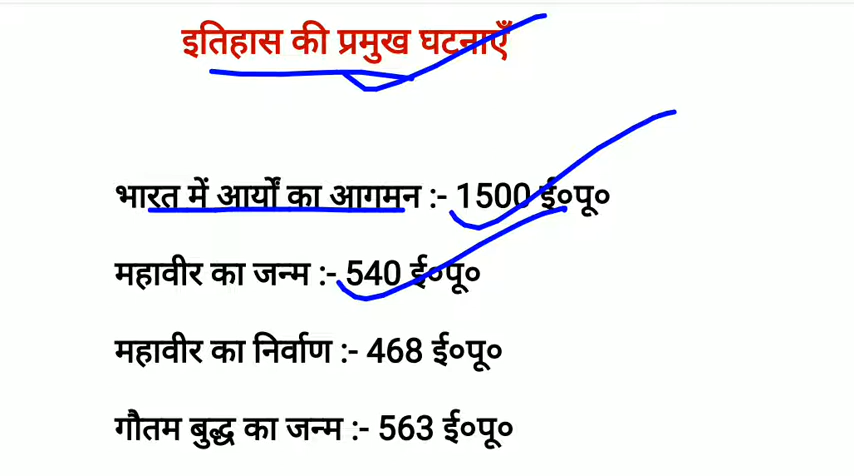 इतिहास की प्रमुख घटनाएँ
भारत में आर्यों का आगमन :- 1500 ई०पू०
महावीर का जन्म :- 540 ई०पू०
महावीर का निर्वाण :- 468 ई०पू०
गौतम बुद्ध का जन्म :- 563 ई०पू०